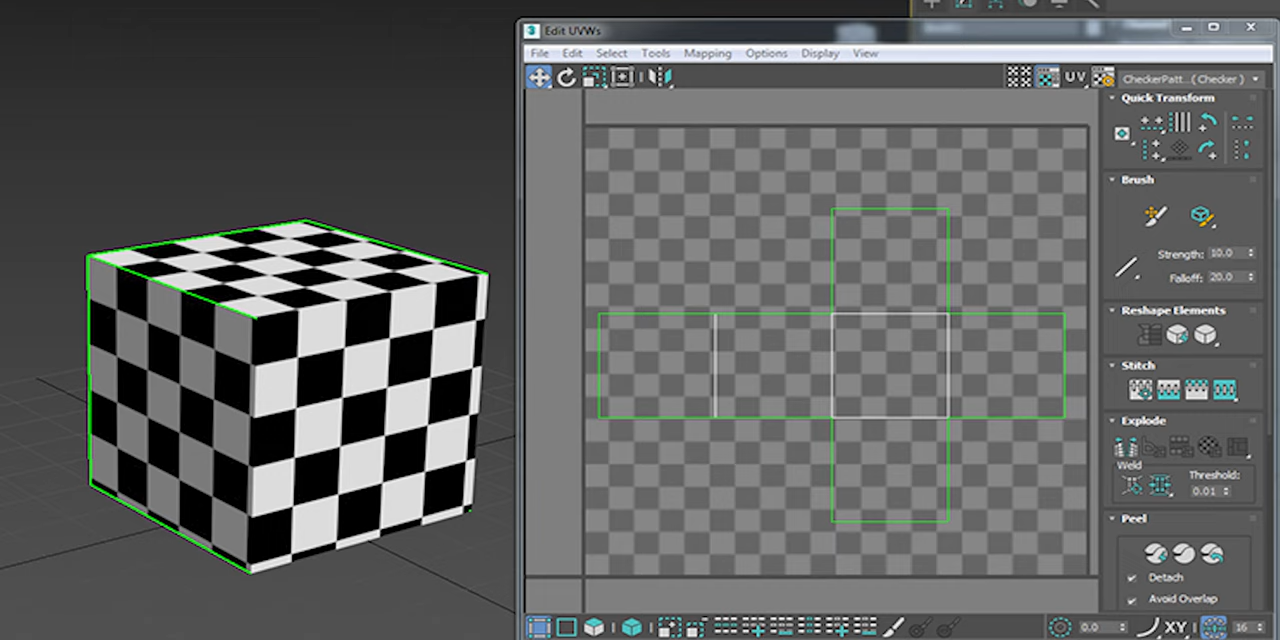 3 Edit UVWs
File Edit Select Tools Mapping Options Display View
UV CheckerPatt...( Checker )
Quick Transform
Brush
Strength: 10.0
Falloff: 20.0
Reshape Elements
Stitch
Explode
Weld
Threshold:
0.01
Peel
Detach
Avoid Overlap
0.0 XY 16